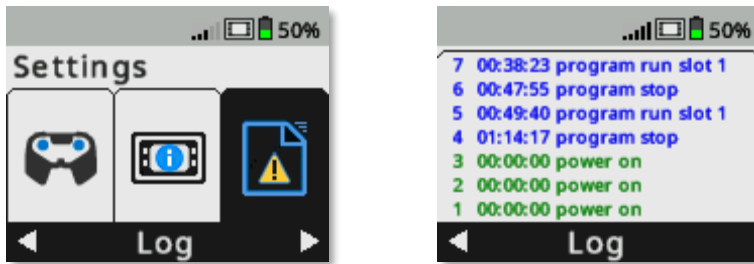 50%
Settings
Log
50%
7 00:38:23 program run slot 1
6 00:47:55 program stop
5 00:49:40 program run slot 1
4 01:14:17 program stop
3 00:00:00 power on
2 00:00:00 power on
1 00:00:00 power on
Log